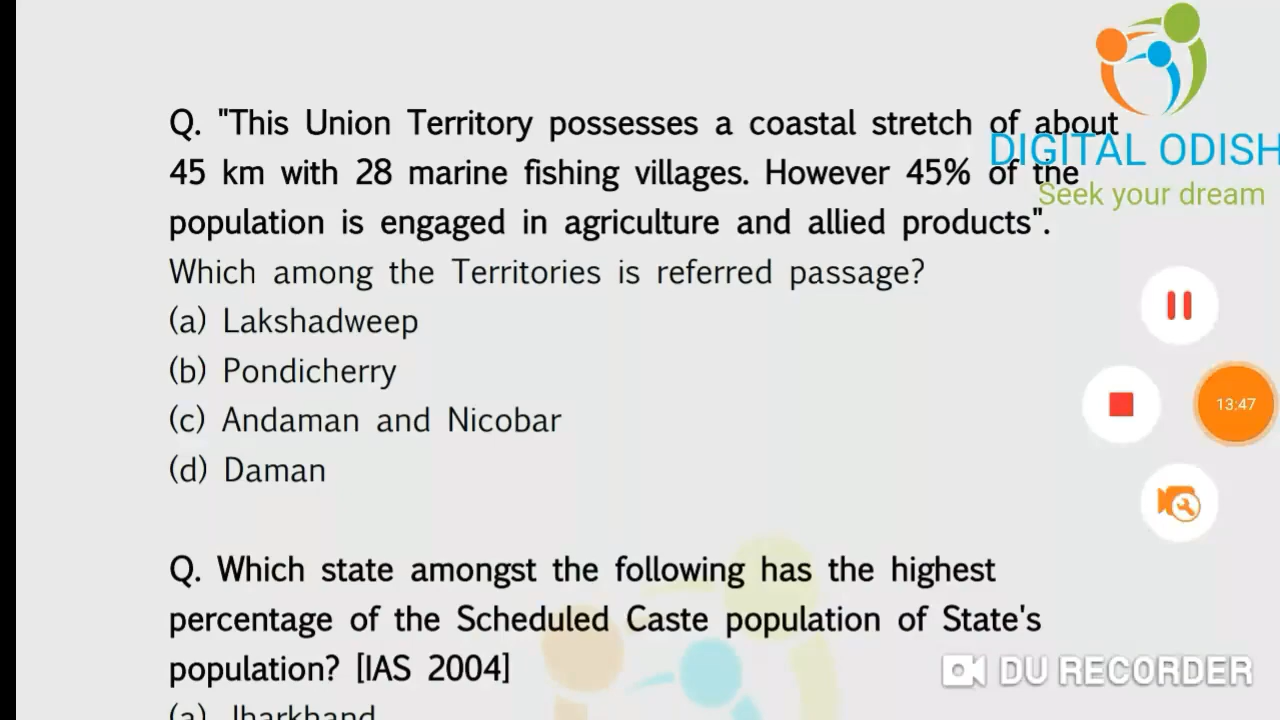 Q. "This Union Territory possesses a coastal stretch of about
45 km with 28 marine fishing villages. However 45% of the
population is engaged in agriculture and allied products".
Which among the Territories is referred passage?
(a) Lakshadweep
(b) Pondicherry
(c) Andaman and Nicobar
(d) Daman
Q. Which state amongst the following has the highest
percentage of the Scheduled Caste population of State's
population? [IAS 2004]
(a) Jharkhand
DIGITAL ODISH
Seek your dream
13:47
DU RECORDER